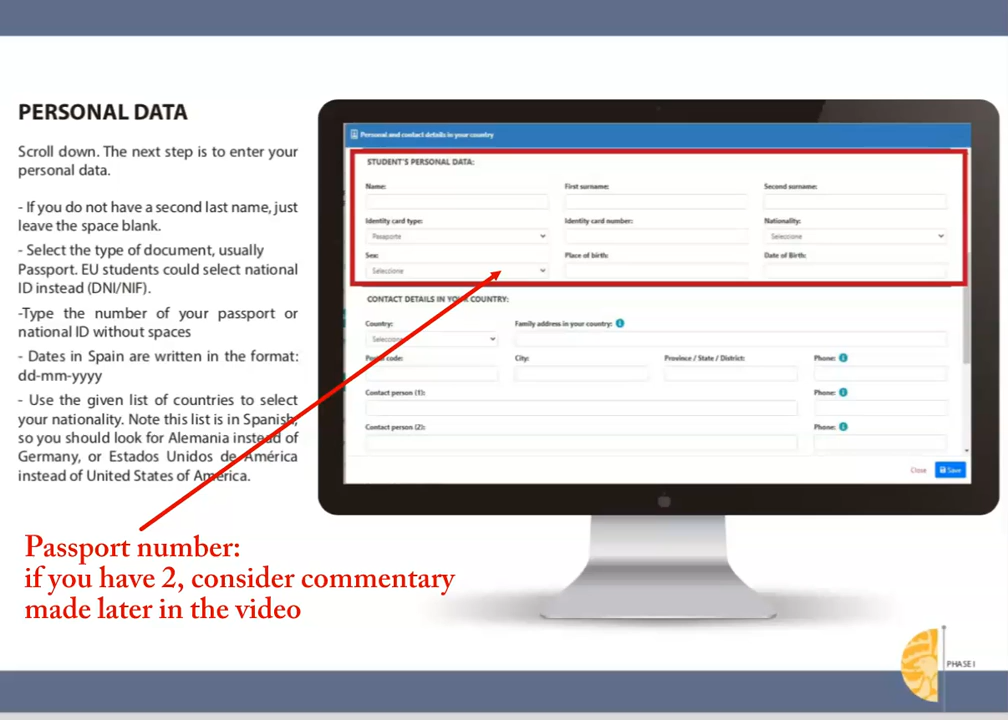 PERSONAL DATA
Scroll down. The next step is to enter your
personal data.
- If you do not have a second last name, just
leave the space blank.
- Select the type of document, usually
Passport. EU students could select national
ID instead (DNI/NIF).
-Type the number of your passport or
national ID without spaces
- Dates in Spain are written in the format:
dd-mm-yyyy
- Use the given list of countries to select
your nationality. Note this list is in Spanish,
so you should look for Alemania instead of
Germany, or Estados Unidos de América
instead of United States of America.
Passport number:
if you have 2, consider commentary
made later in the video
Personal and contact details in your country
STUDENT'S PERSONAL DATA:
Name: First surname: Second surname:
Identity card type: Identity card number: Nationality:
Pasaporte Seleccione
Sex: Place of birth: Date of Birth:
Seleccione
CONTACT DETAILS IN YOUR COUNTRY:
Country: Family address in your country:
Seleccione
Postal code: City: Province / State / District: Phone:
Contact person (1): Phone:
Contact person (2): Phone:
Close Save
PHASE I